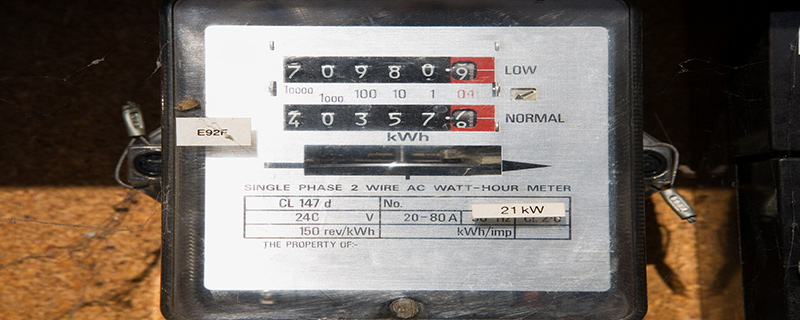 7 0 9 8 0 9 LOW
10000 1000 100 10 1 0.1
4 0 3 5 7 NORMAL
kWh
E92F
SINGLE PHASE 2 WIRE AC WATT-HOUR METER
CL 147 d No.
240 V 20-80 A 21 kW
150 rev/kWh kWh/imp
THE PROPERTY OF:-